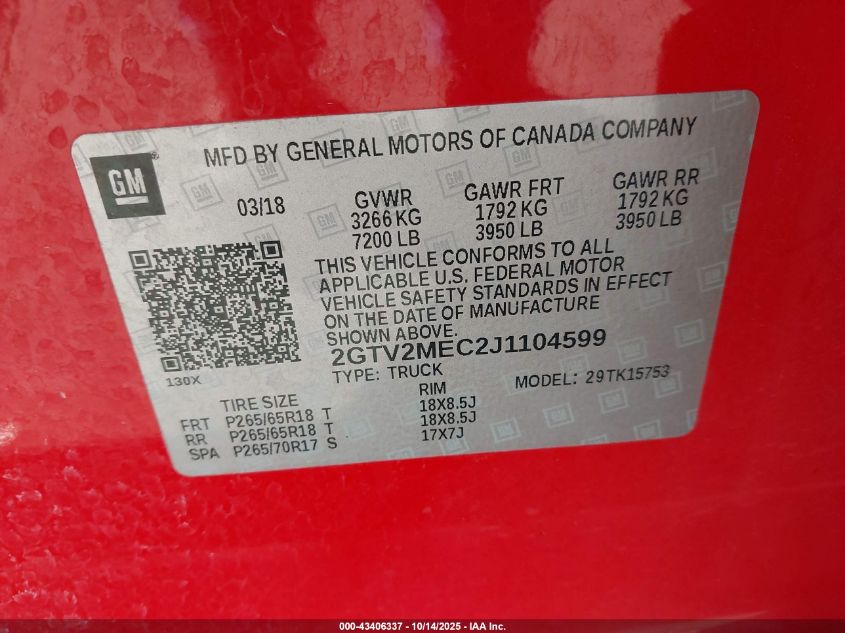 GM
MFD BY GENERAL MOTORS OF CANADA COMPANY
03/18
GVWR
3266 KG
7200 LB
GAWR FRT
1792 KG
3950 LB
GAWR RR
1792 KG
3950 LB
THIS VEHICLE CONFORMS TO ALL
APPLICABLE U.S. FEDERAL MOTOR
VEHICLE SAFETY STANDARDS IN EFFECT
ON THE DATE OF MANUFACTURE
SHOWN ABOVE.
2GTV2MEC2J1104599
130X
TYPE: TRUCK
MODEL: 29TK15753
TIRE SIZE RIM
FRT P265/65R18 T 18X8.5J
RR P265/65R18 T 18X8.5J
SPA P265/70R17 S 17X7J
000-43406337 - 10/14/2025 - IAA Inc.